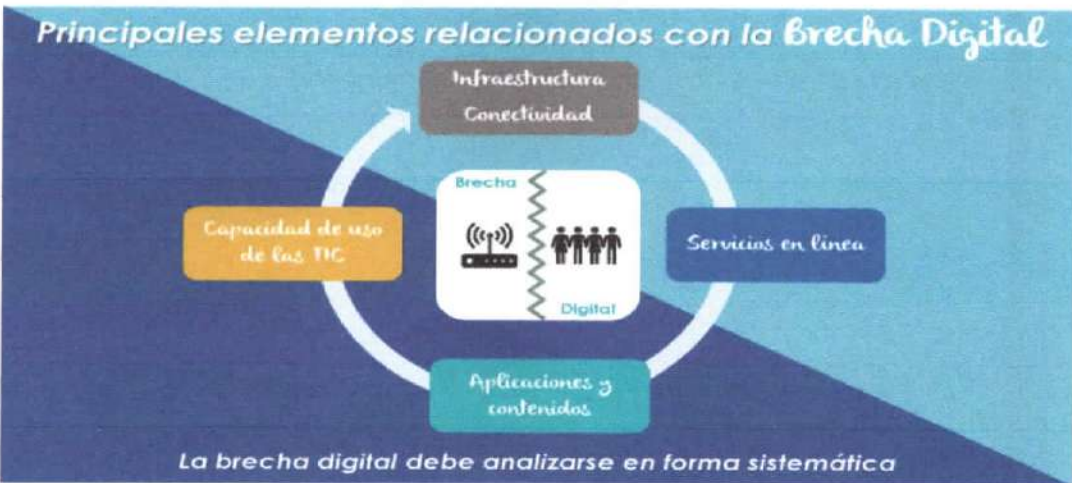 Principales elementos relacionados con la Brecha Digital
Infraestructura
Conectividad
Brecha
Capacidad de uso
de las TIC
Servicios en línea
Digital
Aplicaciones y
contenidos
La brecha digital debe analizarse en forma sistemática